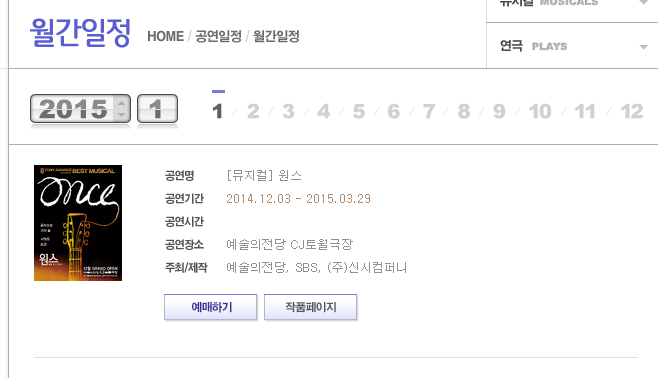 뮤지컬 MUSICALS
월간일정
HOME / 공연일정 / 월간일정
연극 PLAYS
2015 1
1 / 2 / 3 / 4 / 5 / 6 / 7 / 8 / 9 / 10 / 11 / 12
8 TONY AWARDS BEST MUSICAL
once
원스
12월 GRAND OPEN
공연명 [뮤지컬] 원스
공연기간 2014.12.03 - 2015.03.29
공연시간
공연장소 예술의전당 CJ토월극장
주최/제작 예술의전당, SBS, (주)신시컴퍼니
예매하기 작품페이지